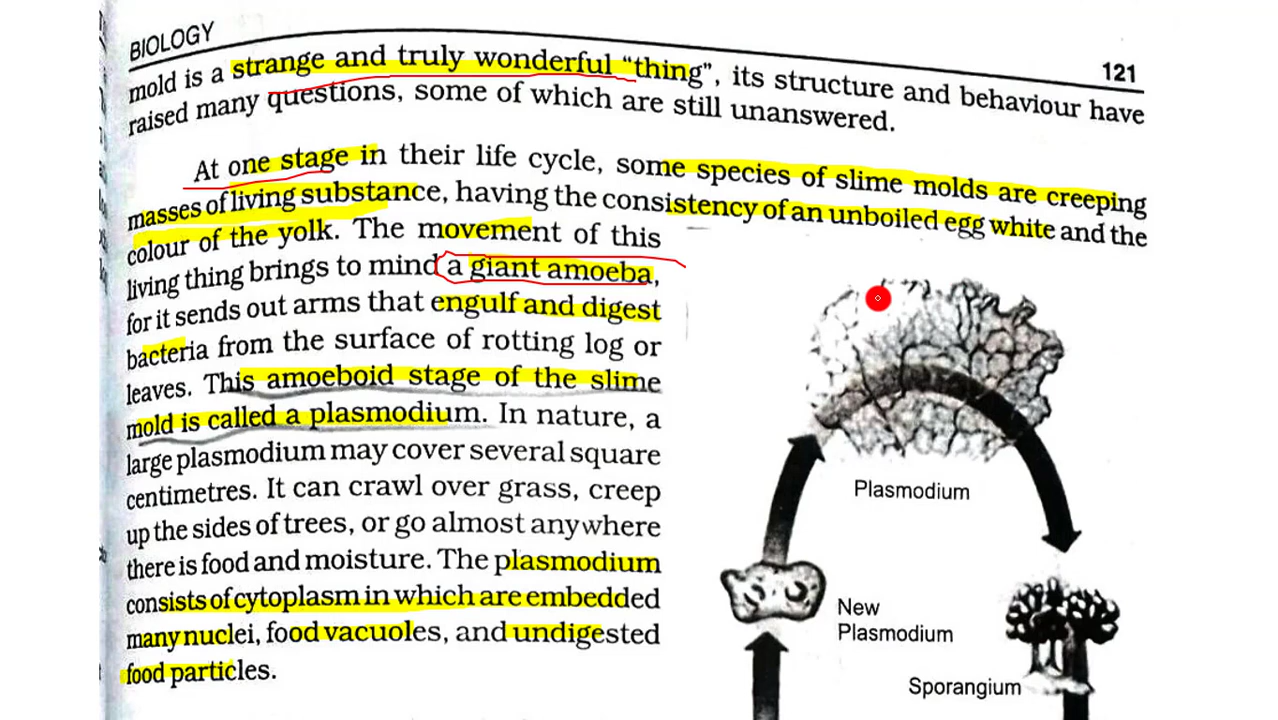 BIOLOGY
121
mold is a strange and truly wonderful “thing”, its structure and behaviour have
raised many questions, some of which are still unanswered.
At one stage in their life cycle, some species of slime molds are creeping
masses of living substance, having the consistency of an unboiled egg white and the
colour of the yolk. The movement of this
living thing brings to mind a giant amoeba,
for it sends out arms that engulf and digest
bacteria from the surface of rotting log or
leaves. This amoeboid stage of the slime
mold is called a plasmodium. In nature, a
large plasmodium may cover several square
centimetres. It can crawl over grass, creep
up the sides of trees, or go almost anywhere
there is food and moisture. The plasmodium
consists of cytoplasm in which are embedded
many nuclei, food vacuoles, and undigested
food particles.
Plasmodium
New
Plasmodium
Sporangium